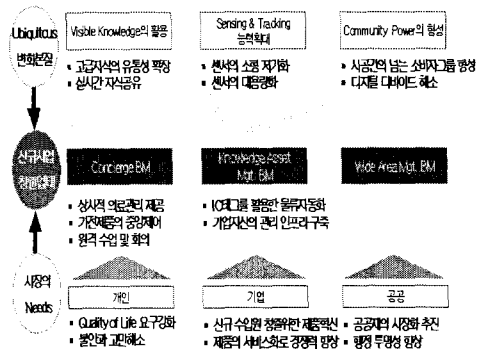 Ubiquitous
변화본질
Visible Knowledge의 활용
Sensing & Tracking
능력확대
Community Power의 형성
• 고급지식의 유통성 확장
• 실시간 지식공유
• 센서의 소형 저가화
• 센서의 대용량화
• 시공간이 넘는 소비자그룹 형성
• 디지털 디바이드 해소
신규사업
Concierge BM
Knowledge Asset
Mgt. BM
Wide Area Mgt. BM
• 상시적 의료관리 제공
• 가전제품의 중앙제어
• 원격 수업 및 회의
• IC태그를 활용한 물류자동화
• 기업자산의 관리 인프라 구축
시장의
Needs
개인
기업
공공
• Quality of Life 요구강화
• 불안과 고민해소
• 신규 수입원 창출위한 제품혁신
• 제품의 서비스화로 경쟁력 향상
• 공공재의 시장화 추진
• 행정 투명성 향상